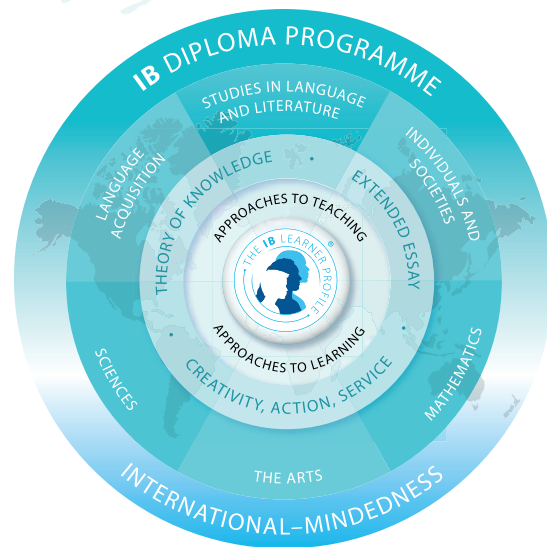 IB DIPLOMA PROGRAMME
STUDIES IN LANGUAGE
AND LITERATURE
LANGUAGE
ACQUISITION
INDIVIDUALS AND
SOCIETIES
THEORY OF KNOWLEDGE
EXTENDED ESSAY
APPROACHES TO TEACHING
THE IB LEARNER PROFILE
®
APPROACHES TO LEARNING
CREATIVITY, ACTION, SERVICE
SCIENCES
MATHEMATICS
THE ARTS
INTERNATIONAL–MINDEDNESS